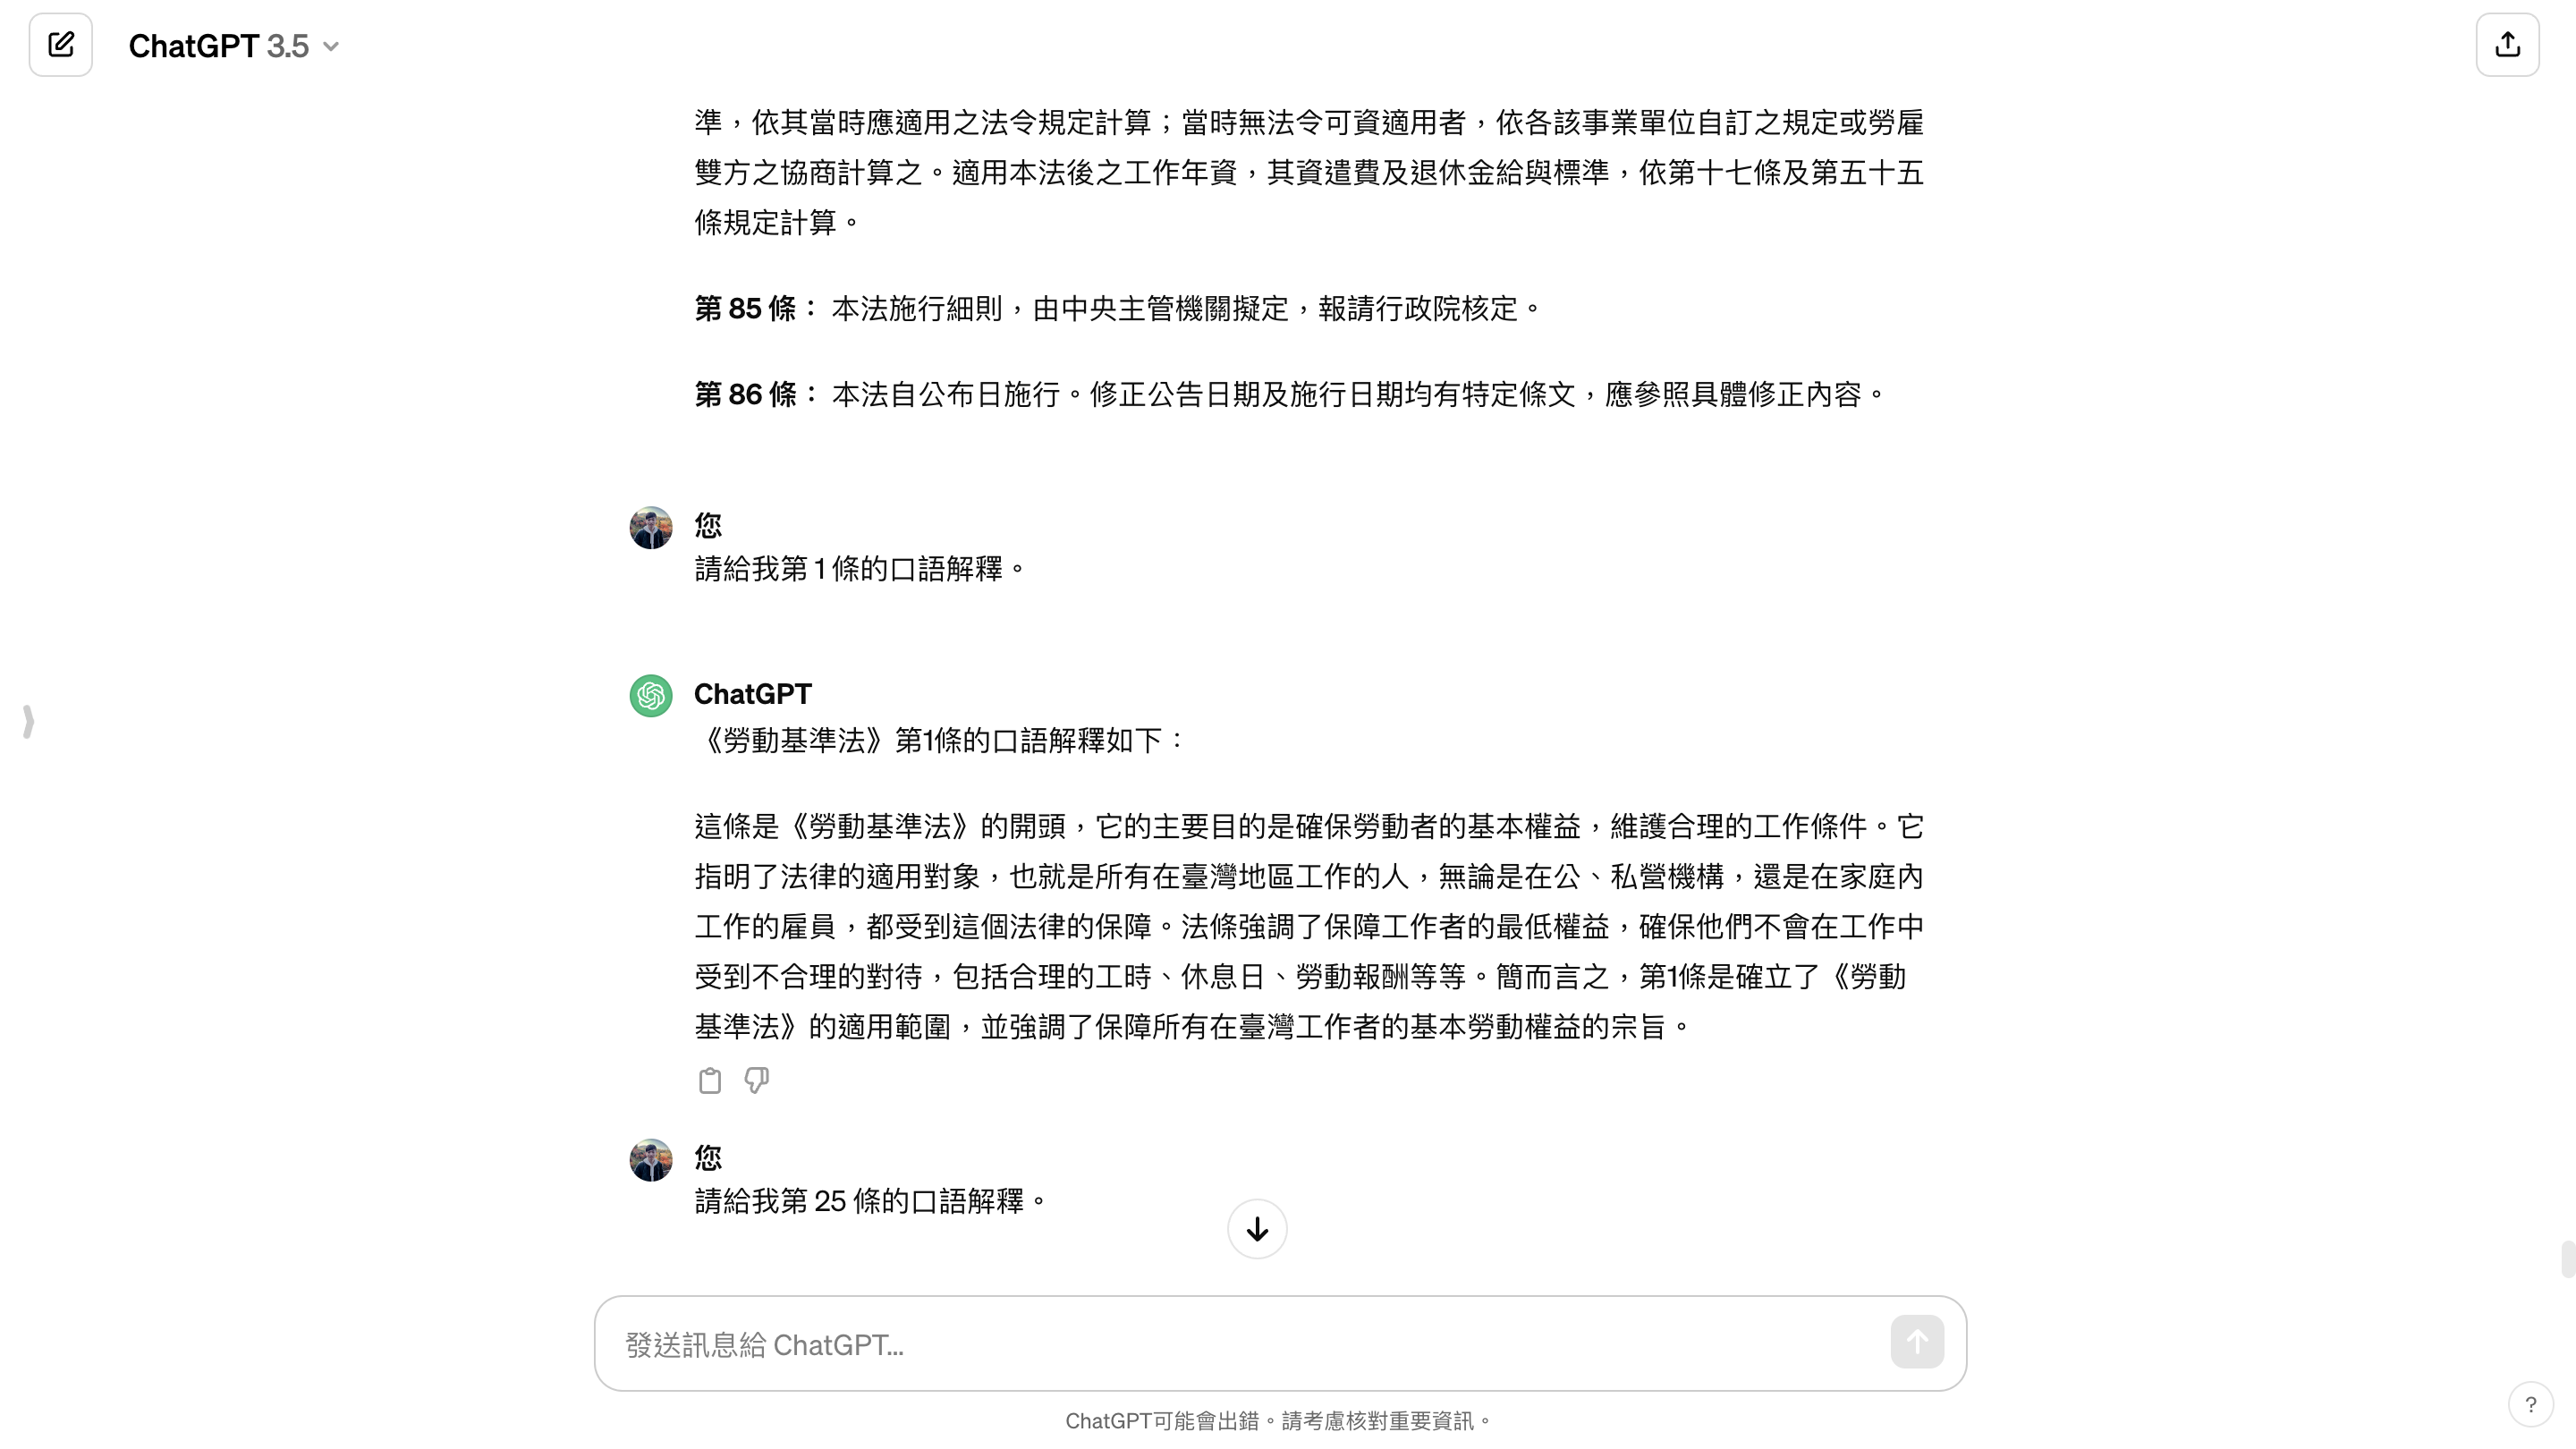 ChatGPT 3.5
準，依其當時應適用之法令規定計算；當時無法令可資適用者，依各該事業單位自訂之規定或勞雇
雙方之協商計算之。適用本法後之工作年資，其資遣費及退休金給與標準，依第十七條及第五十五
條規定計算。
第 85 條： 本法施行細則，由中央主管機關擬定，報請行政院核定。
第 86 條： 本法自公布日施行。修正公告日期及施行日期均有特定條文，應參照具體修正內容。
您
請給我第 1 條的口語解釋。
ChatGPT
《勞動基準法》第1條的口語解釋如下：
這條是《勞動基準法》的開頭，它的主要目的是確保勞動者的基本權益，維護合理的工作條件。它
指明了法律的適用對象，也就是所有在臺灣地區工作的人，無論是在公、私營機構，還是在家庭內
工作的雇員，都受到這個法律的保障。法條強調了保障工作者的最低權益，確保他們不會在工作中
受到不合理的對待，包括合理的工時、休息日、勞動報酬等等。簡而言之，第1條是確立了《勞動
基準法》的適用範圍，並強調了保障所有在臺灣工作者的基本勞動權益的宗旨。
您
請給我第 25 條的口語解釋。
發送訊息給 ChatGPT...
ChatGPT可能會出錯。請考慮核對重要資訊。
?